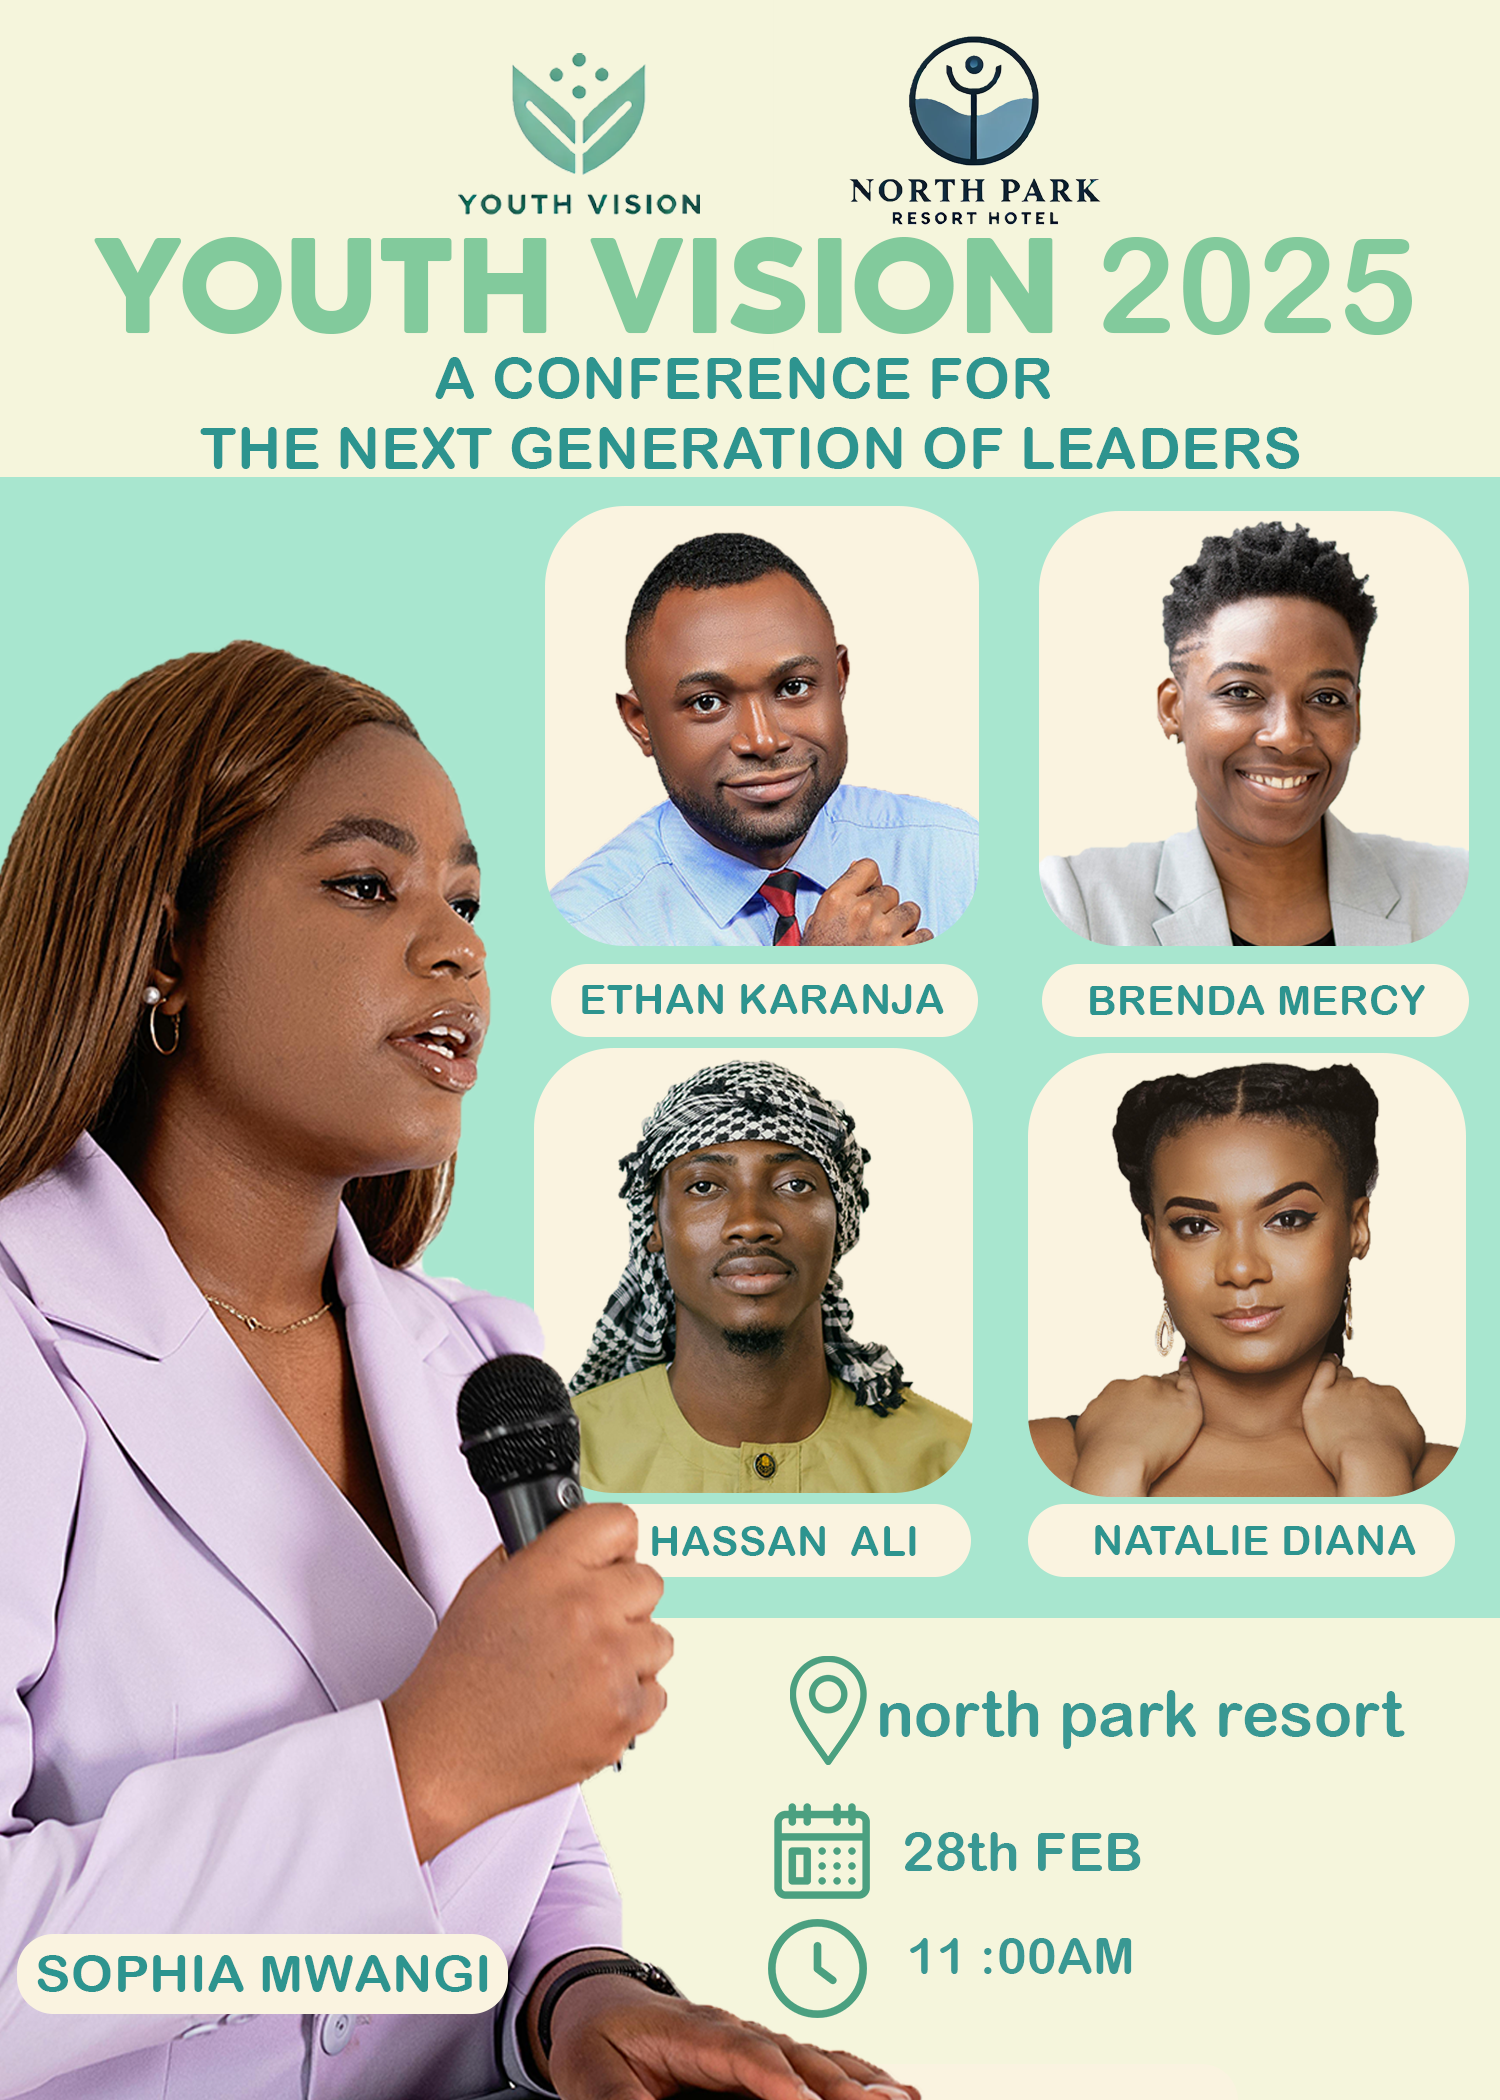 YOUTH VISION
NORTH PARK
RESORT HOTEL
YOUTH VISION 2025
A CONFERENCE FOR
THE NEXT GENERATION OF LEADERS
ETHAN KARANJA
BRENDA MERCY
HASSAN ALI
NATALIE DIANA
north park resort
28th FEB
11 :00AM
SOPHIA MWANGI